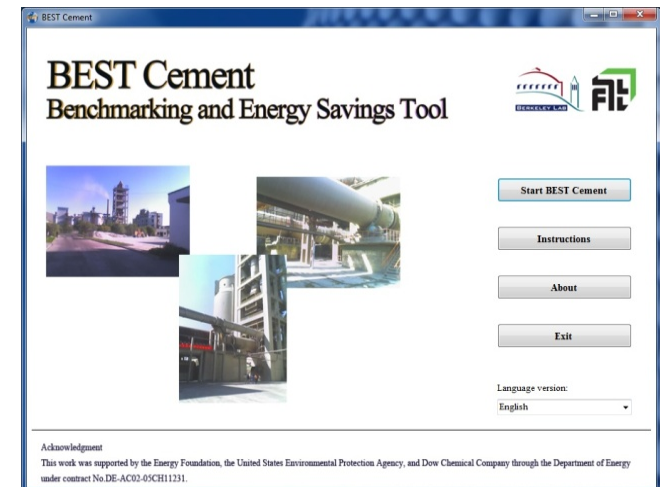 BEST Cement
BEST Cement
Benchmarking and Energy Savings Tool
BERKELEY LAB
Start BEST Cement
Instructions
About
Exit
Language version:
English
Acknowledgment
This work was supported by the Energy Foundation, the United States Environmental Protection Agency, and Dow Chemical Company through the Department of Energy
under contract No.DE-AC02-05CH11231.